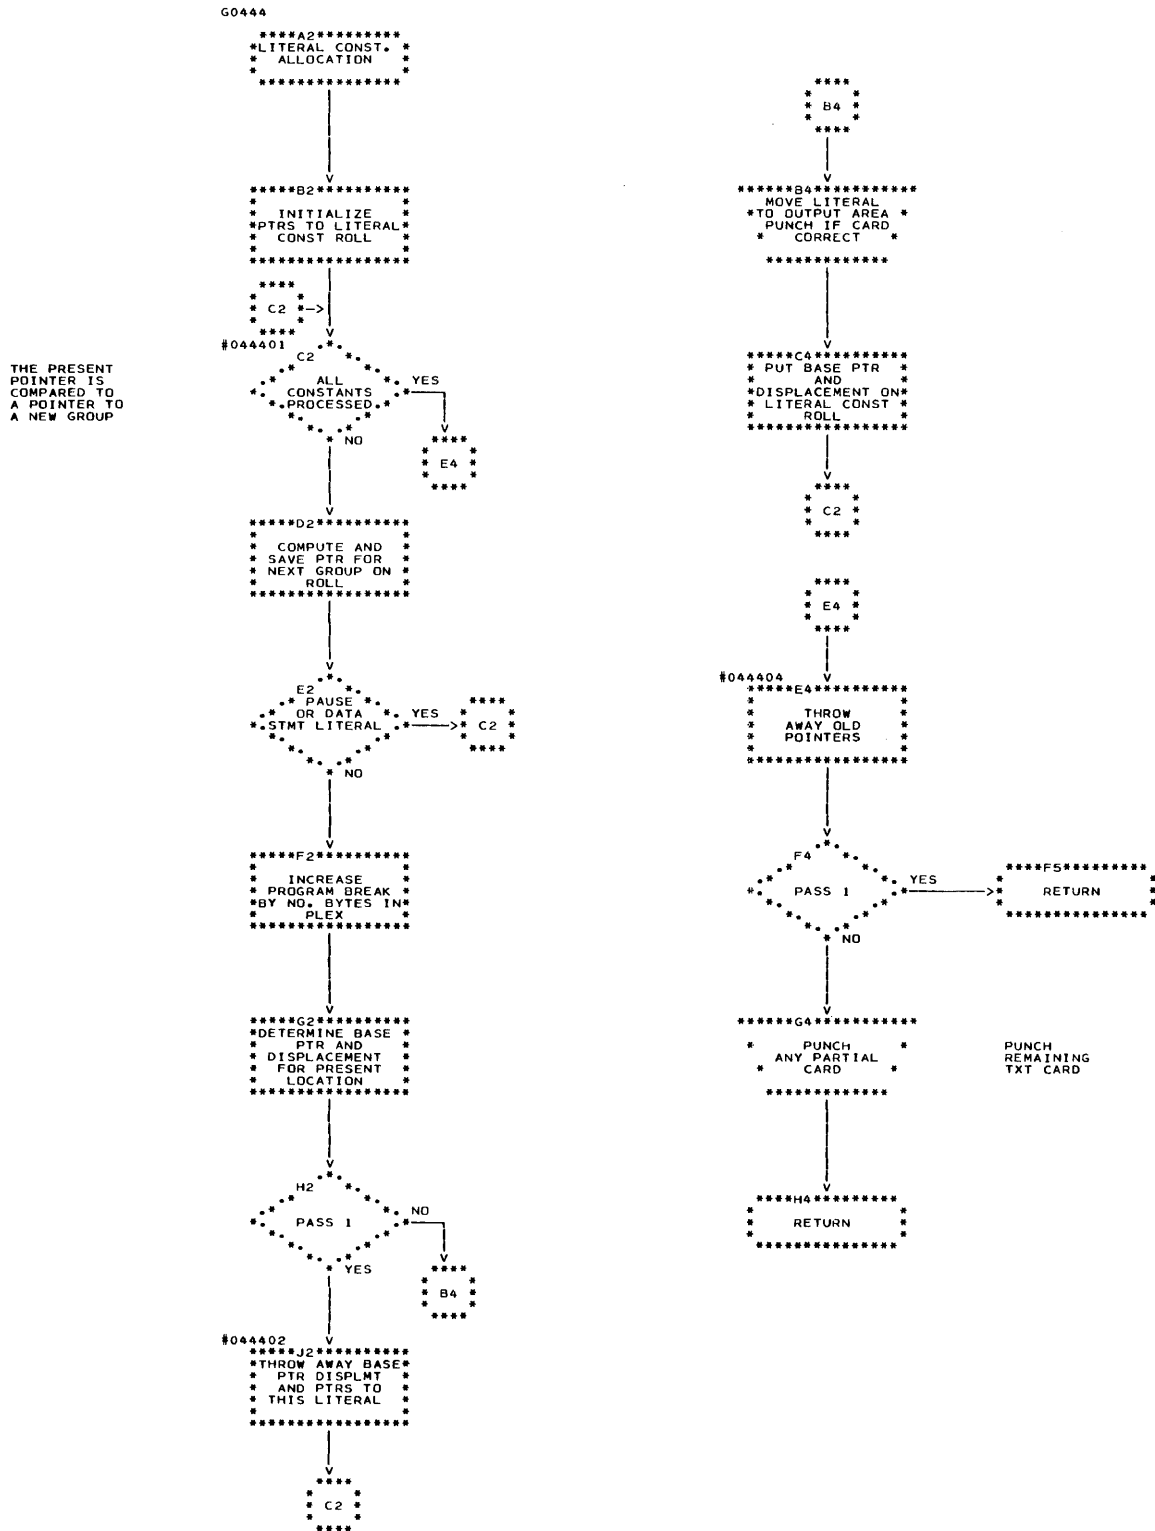 G0444
****A2*********
*LITERAL CONST. *
* ALLOCATION *
* *
***************
*****B2**********
* *
* INITIALIZE *
*PTRS TO LITERAL*
* CONST ROLL *
* *
*****************
****
* *
* C2 *->
* *
****
#044401
THE PRESENT
POINTER IS
COMPARED TO
A POINTER TO
A NEW GROUP
C2
ALL
CONSTANTS
PROCESSED
YES
NO
****
* *
* E4 *
* *
****
*****D2**********
* *
* COMPUTE AND *
* SAVE PTR FOR *
* NEXT GROUP ON *
* ROLL *
*****************
E2
PAUSE
OR DATA
STMT LITERAL
YES
NO
****
* *
* C2 *
* *
****
*****F2**********
* *
* INCREASE *
* PROGRAM BREAK *
*BY NO. BYTES IN*
* PLEX *
*****************
*****G2**********
*DETERMINE BASE *
* PTR AND *
* DISPLACEMENT *
* FOR PRESENT *
* LOCATION *
*****************
H2
PASS 1
NO
YES
****
* *
* B4 *
* *
****
#044402
*****J2**********
*THROW AWAY BASE*
* PTR DISPLMT *
* AND PTRS TO *
* THIS LITERAL *
* *
*****************
****
* *
* C2 *
* *
****
****
* *
* B4 *
* *
****
******B4***********
MOVE LITERAL
*TO OUTPUT AREA *
PUNCH IF CARD
* CORRECT *
*************
*****C4**********
* PUT BASE PTR *
* AND *
*DISPLACEMENT ON*
* LITERAL CONST *
* ROLL *
*****************
****
* *
* C2 *
* *
****
****
* *
* E4 *
* *
****
#044404
*****E4**********
* *
* THROW *
* AWAY OLD *
* POINTERS *
* *
*****************
F4
PASS 1
YES
NO
****F5*********
* RETURN *
***************
******G4***********
* PUNCH *
ANY PARTIAL
* CARD *
*************
PUNCH
REMAINING
TXT CARD
****H4*********
* RETURN *
***************